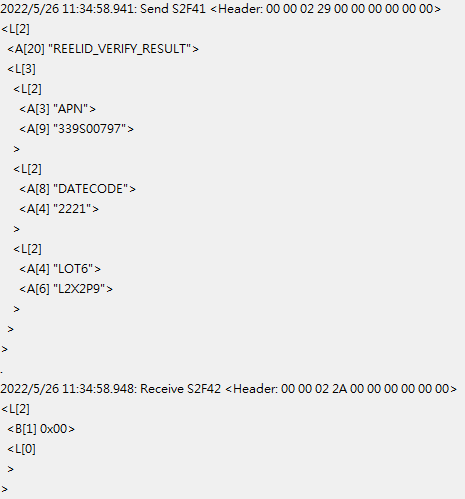 2022/5/26 11:34:58.941: Send S2F41 <Header: 00 00 02 29 00 00 00 00 00 00>
<L[2]
<A[20] "REELID_VERIFY_RESULT">
<L[3]
<L[2]
<A[3] "APN">
<A[9] "339S00797">
>
<L[2]
<A[8] "DATECODE">
<A[4] "2221">
>
<L[2]
<A[4] "LOT6">
<A[6] "L2X2P9">
>
>
>
.
2022/5/26 11:34:58.948: Receive S2F42 <Header: 00 00 02 2A 00 00 00 00 00 00>
<L[2]
<B[1] 0x00>
<L[0]
>
>